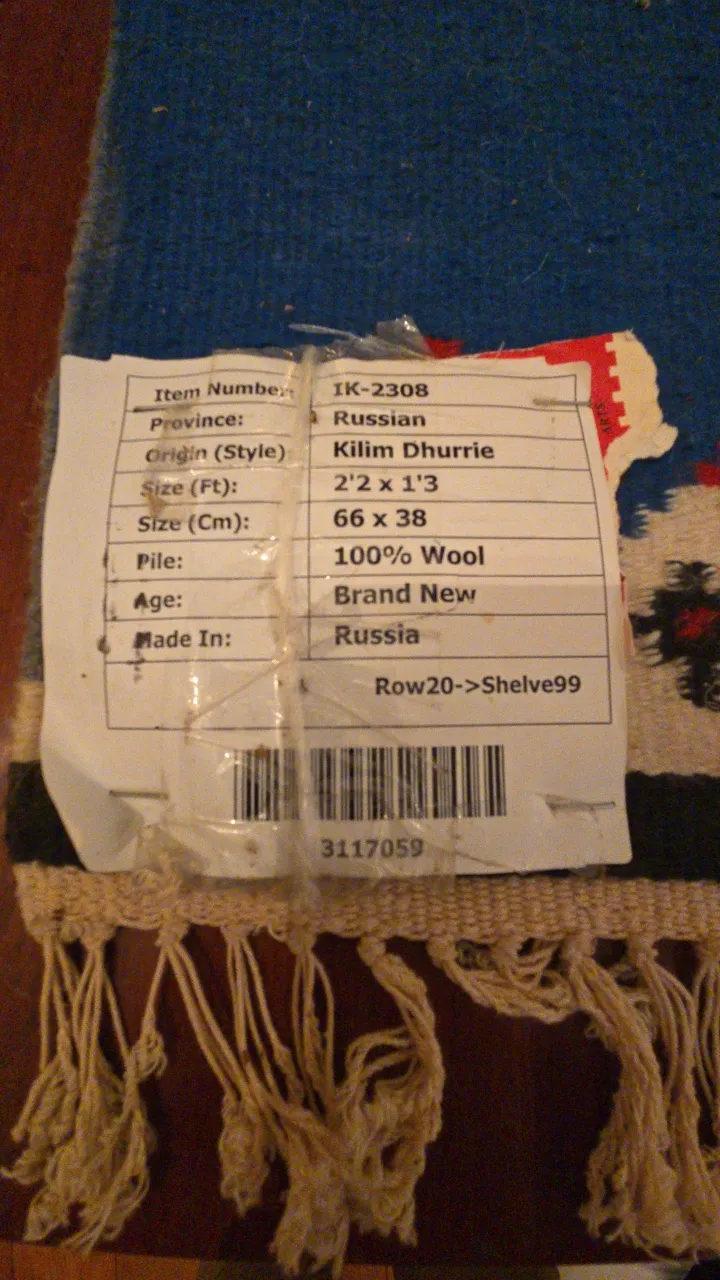 Item Number: IK-2308
Province: Russian
Origin (Style) Kilim Dhurrie
Size (Ft): 2'2 x 1'3
Size (Cm): 66 x 38
Pile: 100% Wool
Age: Brand New
Made In: Russia
Row20->Shelve99
3117059